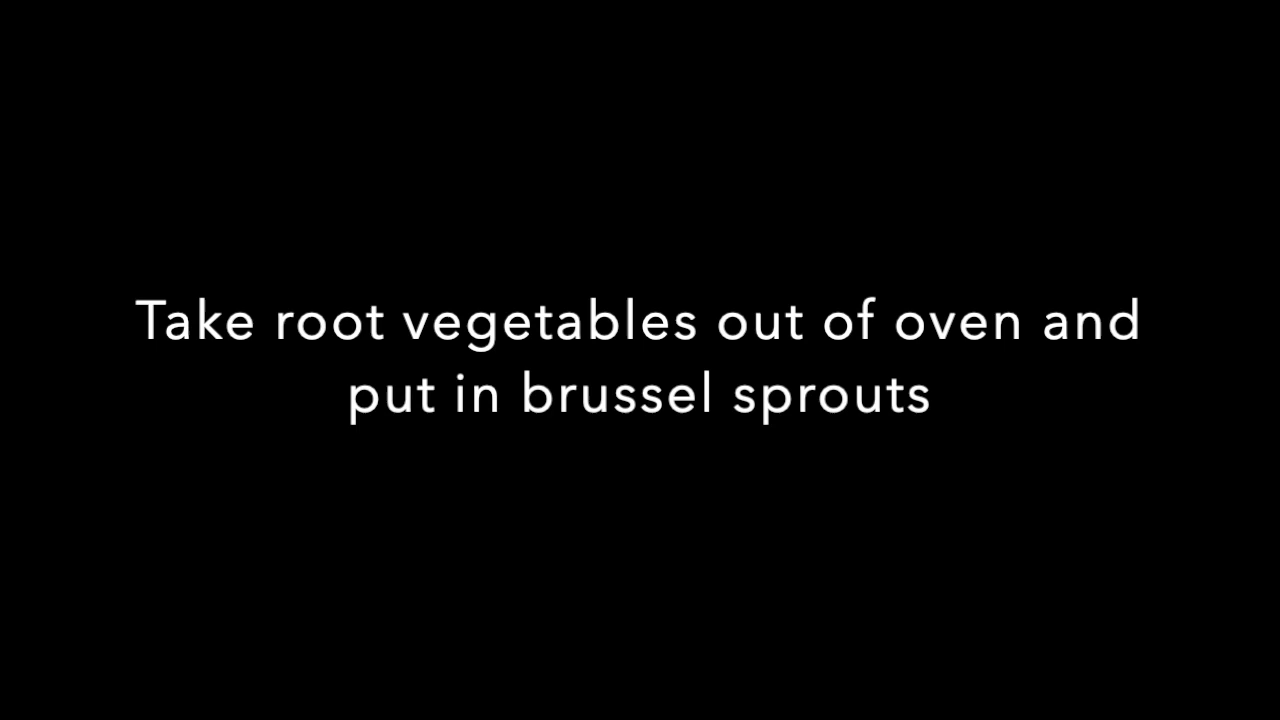 Take root vegetables out of oven and
put in brussel sprouts